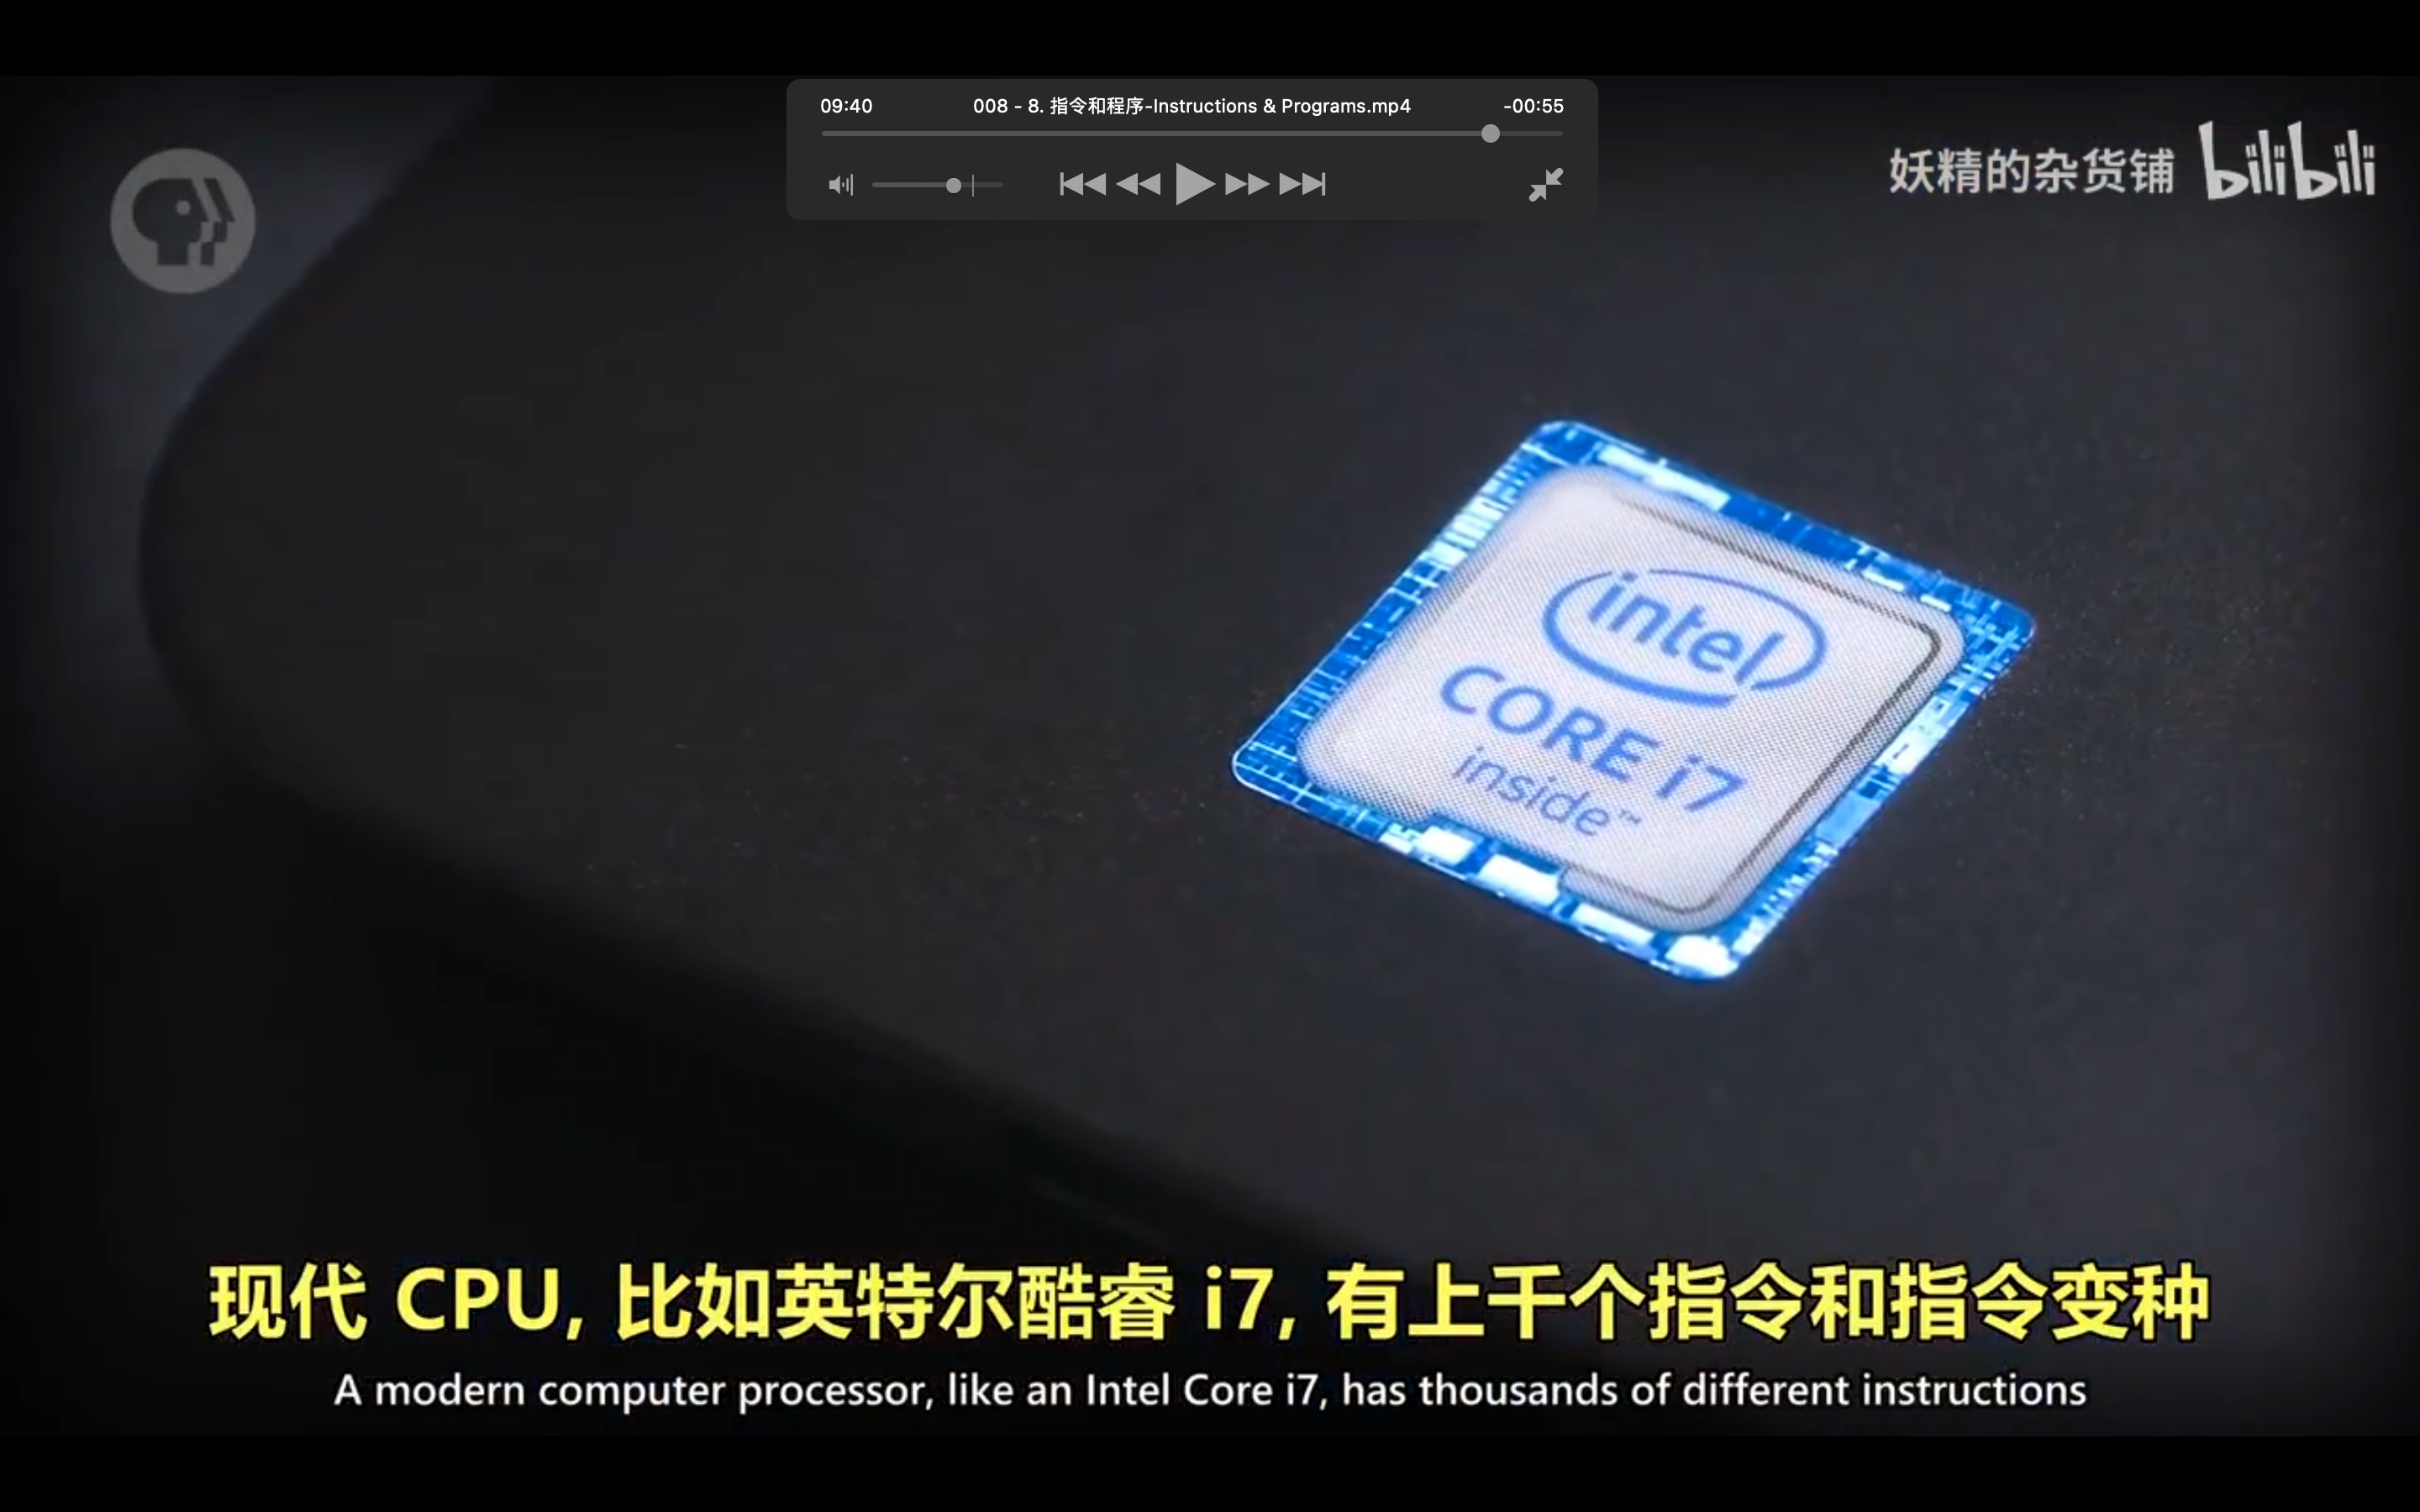 09:40 008 - 8. 指令和程序-Instructions & Programs.mp4 -00:55
妖精的杂货铺 bilibili
intel
CORE i7
inside™
现代 CPU, 比如英特尔酷睿 i7, 有上千个指令和指令变种
A modern computer processor, like an Intel Core i7, has thousands of different instructions